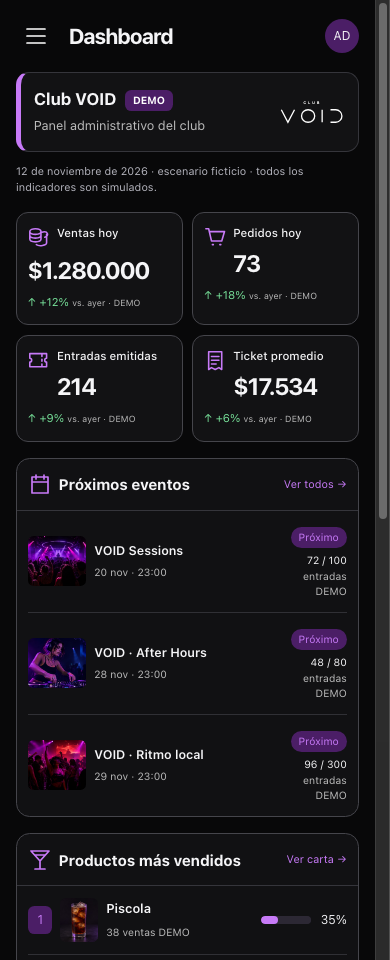 Dashboard
AD
Club VOID DEMO
Panel administrativo del club
CLUB
VOID
12 de noviembre de 2026 · escenario ficticio · todos los
indicadores son simulados.
Ventas hoy
$1.280.000
↑ +12% vs. ayer · DEMO
Pedidos hoy
73
↑ +18% vs. ayer · DEMO
Entradas emitidas
214
↑ +9% vs. ayer · DEMO
Ticket promedio
$17.534
↑ +6% vs. ayer · DEMO
Próximos eventos
Ver todos →
VOID Sessions
20 nov · 23:00
Próximo
72 / 100
entradas
DEMO
VOID · After Hours
28 nov · 23:00
Próximo
48 / 80
entradas
DEMO
VOID · Ritmo local
29 nov · 23:00
Próximo
96 / 300
entradas
DEMO
Productos más vendidos
Ver carta →
1
Piscola
38 ventas DEMO
35%